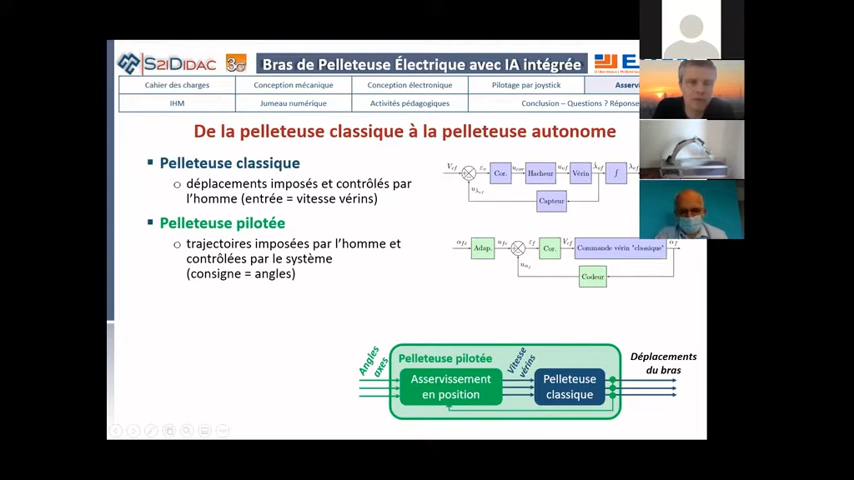 S2IDIDAC
Bras de Pelleteuse Électrique avec IA intégrée
Cahier des charges
Conception mécanique
Conception électronique
Pilotage par joystick
Asserv
IHM
Jumeau numérique
Activités pédagogiques
Conclusion – Questions ? Réponse
De la pelleteuse classique à la pelleteuse autonome
Pelleteuse classique
déplacements imposés et contrôlés par
l'homme (entrée = vitesse vérins)
Pelleteuse pilotée
trajectoires imposées par l'homme et
contrôlées par le système
(consigne = angles)
Cor.
Hacheur
Vérin
∫
Capteur
Adap.
Cor.
Commande vérin "classique"
Codeur
Angles
axes
Pelleteuse pilotée
Asservissement
en position
Vitesse
vérins
Pelleteuse
classique
Déplacements
du bras